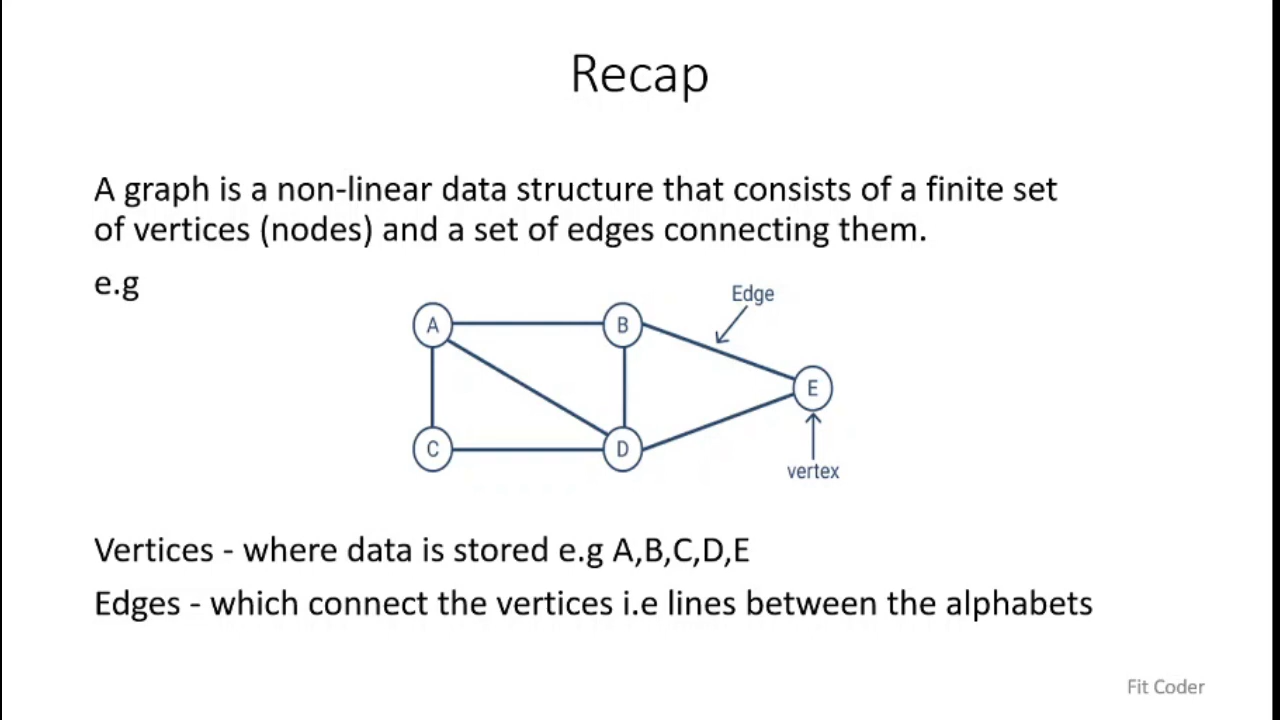 Recap
A graph is a non-linear data structure that consists of a finite set
of vertices (nodes) and a set of edges connecting them.
e.g
Edge
A
B
E
C
D
vertex
Vertices - where data is stored e.g A,B,C,D,E
Edges - which connect the vertices i.e lines between the alphabets
Fit Coder